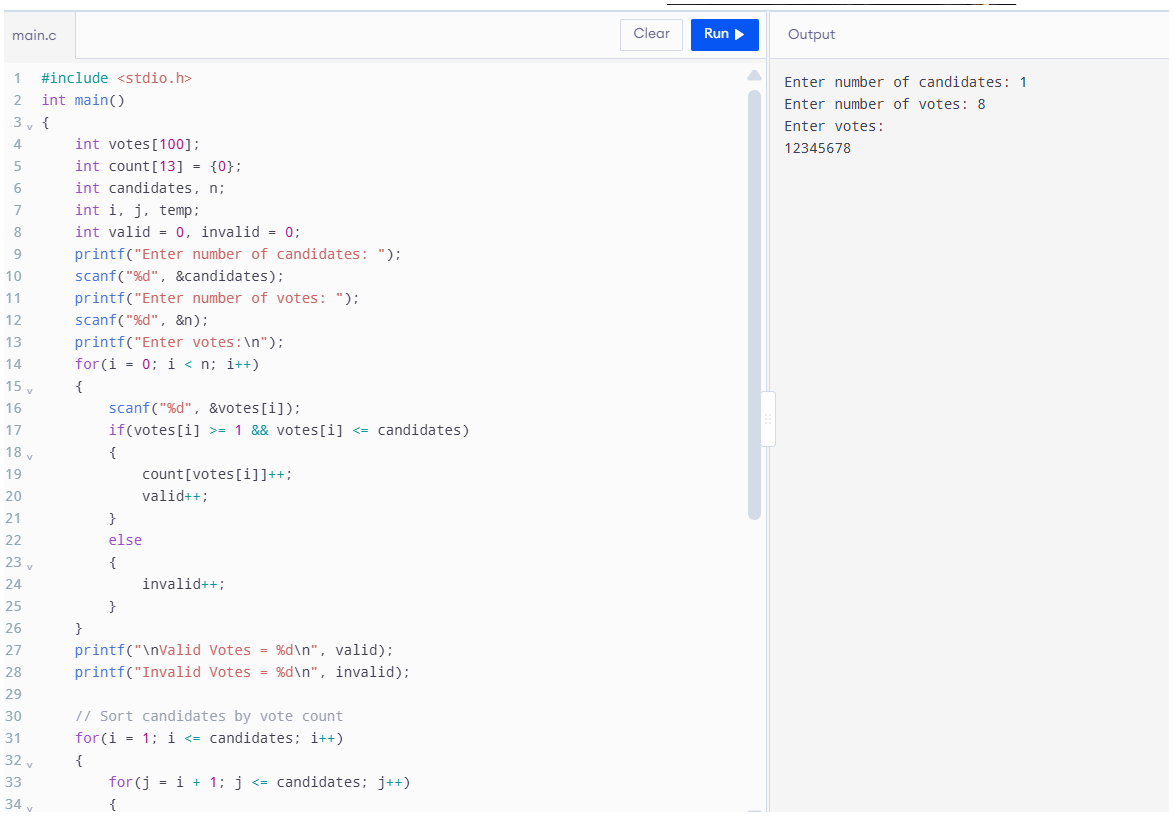 main.c
Clear
Run
Output
1 #include <stdio.h>
2 int main()
3 {
4     int votes[100];
5     int count[13] = {0};
6     int candidates, n;
7     int i, j, temp;
8     int valid = 0, invalid = 0;
9     printf("Enter number of candidates: ");
10     scanf("%d", &candidates);
11     printf("Enter number of votes: ");
12     scanf("%d", &n);
13     printf("Enter votes:\n");
14     for(i = 0; i < n; i++)
15     {
16         scanf("%d", &votes[i]);
17         if(votes[i] >= 1 && votes[i] <= candidates)
18         {
19             count[votes[i]]++;
20             valid++;
21         }
22         else
23         {
24             invalid++;
25         }
26     }
27     printf("\nValid Votes = %d\n", valid);
28     printf("Invalid Votes = %d\n", invalid);
29
30     // Sort candidates by vote count
31     for(i = 1; i <= candidates; i++)
32     {
33         for(j = i + 1; j <= candidates; j++)
34         {
Enter number of candidates: 1
Enter number of votes: 8
Enter votes:
12345678